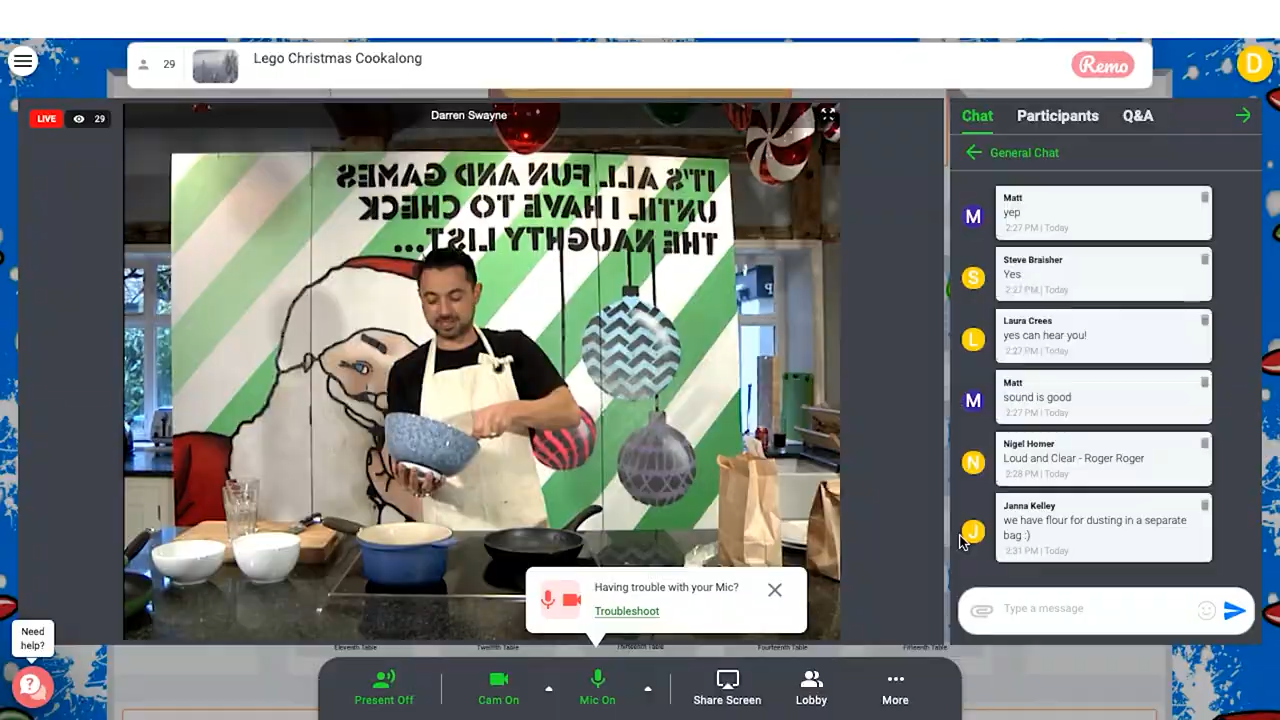 29
Lego Christmas Cookalong
Remo
D
LIVE
29
Darren Swayne
IT'S ALL FUN AND GAMES
UNTIL I HAVE TO CHECK
THE NAUGHTY LIST...
Chat
Participants
Q&A
General Chat
M
Matt
yep
2:27 PM | Today
S
Steve Braisher
Yes
2:27 PM | Today
L
Laura Crees
yes can hear you!
2:27 PM | Today
M
Matt
sound is good
2:27 PM | Today
N
Nigel Homer
Loud and Clear - Roger Roger
2:28 PM | Today
J
Janna Kelley
we have flour for dusting in a separate
bag :)
2:31 PM | Today
Type a message
Having trouble with your Mic?
Troubleshoot
Need
help?
Eleventh Table
Twelfth Table
Thirteenth Table
Fourteenth Table
Fifteenth Table
Present Off
Cam On
Mic On
Share Screen
Lobby
More